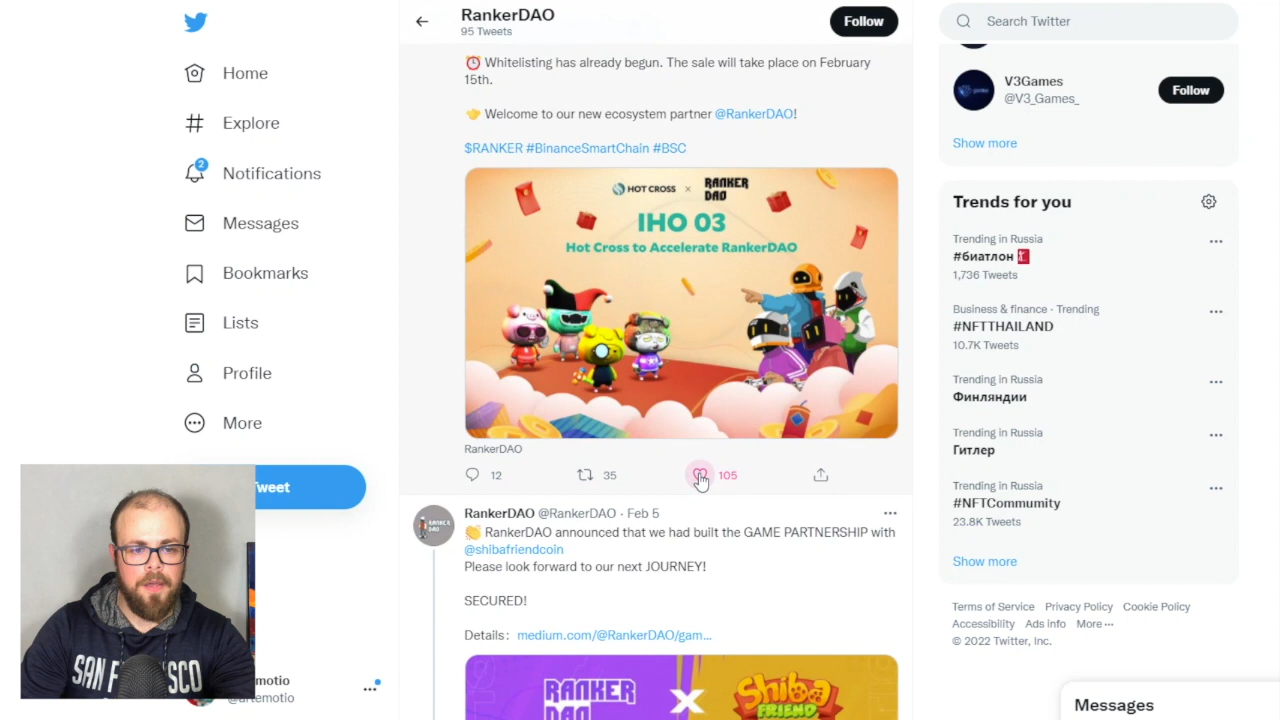 RankerDAO
95 Tweets
Follow
Search Twitter
Home
Explore
2
Notifications
Messages
Bookmarks
Lists
Profile
More
Tweet
@artemotio
Whitelisting has already begun. The sale will take place on February
15th.
Welcome to our new ecosystem partner @RankerDAO!
$RANKER #BinanceSmartChain #BSC
HOT CROSS × RANKER
DAO
IHO 03
Hot Cross to Accelerate RankerDAO
RankerDAO
12
35
105
RankerDAO @RankerDAO · Feb 5
RankerDAO announced that we had built the GAME PARTNERSHIP with
@shibafriendcoin
Please look forward to our next JOURNEY!
SECURED!
Details: medium.com/@RankerDAO/gam...
RANKER
DAO
X
Shiba
FRIEND
V3Games
@V3_Games_
Follow
Show more
Trends for you
Trending in Russia
#биатлон
1,736 Tweets
Business & finance · Trending
#NFTTHAILAND
10.7K Tweets
Trending in Russia
Финляндии
Trending in Russia
Гитлер
Trending in Russia
#NFTCommumity
23.8K Tweets
Show more
Terms of Service Privacy Policy Cookie Policy
Accessibility Ads info More ···
© 2022 Twitter, Inc.
Messages